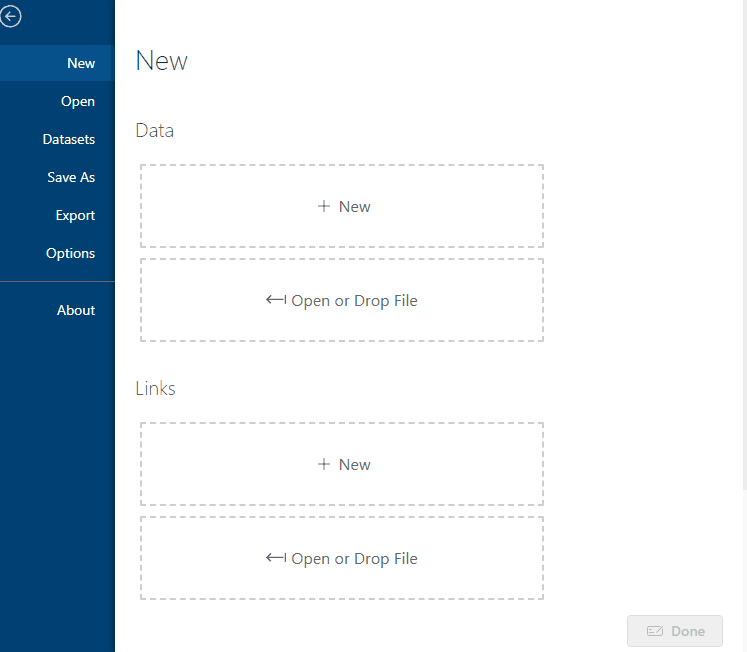 New
Open
Datasets
Save As
Export
Options
About
New
Data
New
Open or Drop File
Links
New
Open or Drop File
Done